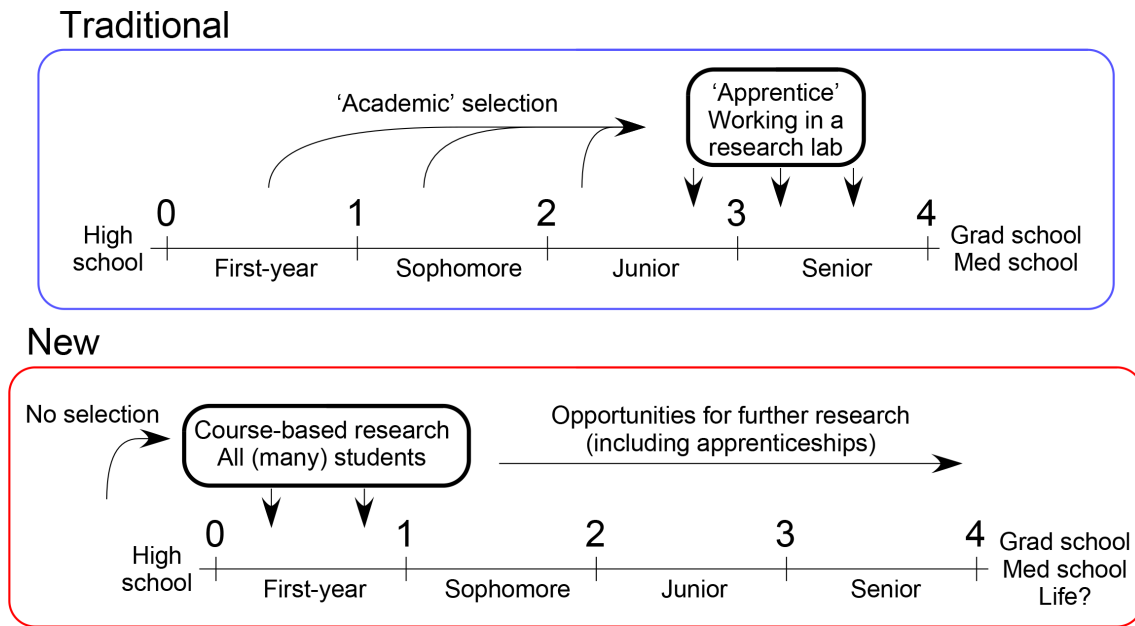 Traditional
‘Academic’ selection
‘Apprentice’
Working in a
research lab
0 1 2 3 4
High
school
First-year Sophomore Junior Senior
Grad school
Med school
New
No selection
Course-based research
All (many) students
Opportunities for further research
(including apprenticeships)
0 1 2 3 4
High
school
First-year Sophomore Junior Senior
Grad school
Med school
Life?